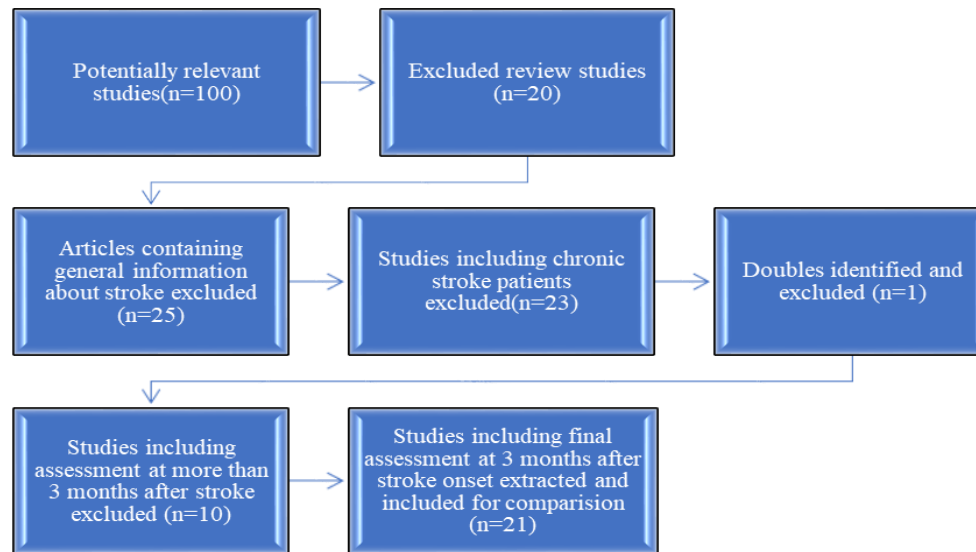 Potentially relevant
studies(n=100)
Excluded review studies
(n=20)
Articles containing
general information
about stroke excluded
(n=25)
Studies including chronic
stroke patients
excluded(n=23)
Doubles identified and
excluded (n=1)
Studies including
assessment at more than
3 months after stroke
excluded (n=10)
Studies including final
assessment at 3 months after
stroke onset extracted and
included for comparision
(n=21)